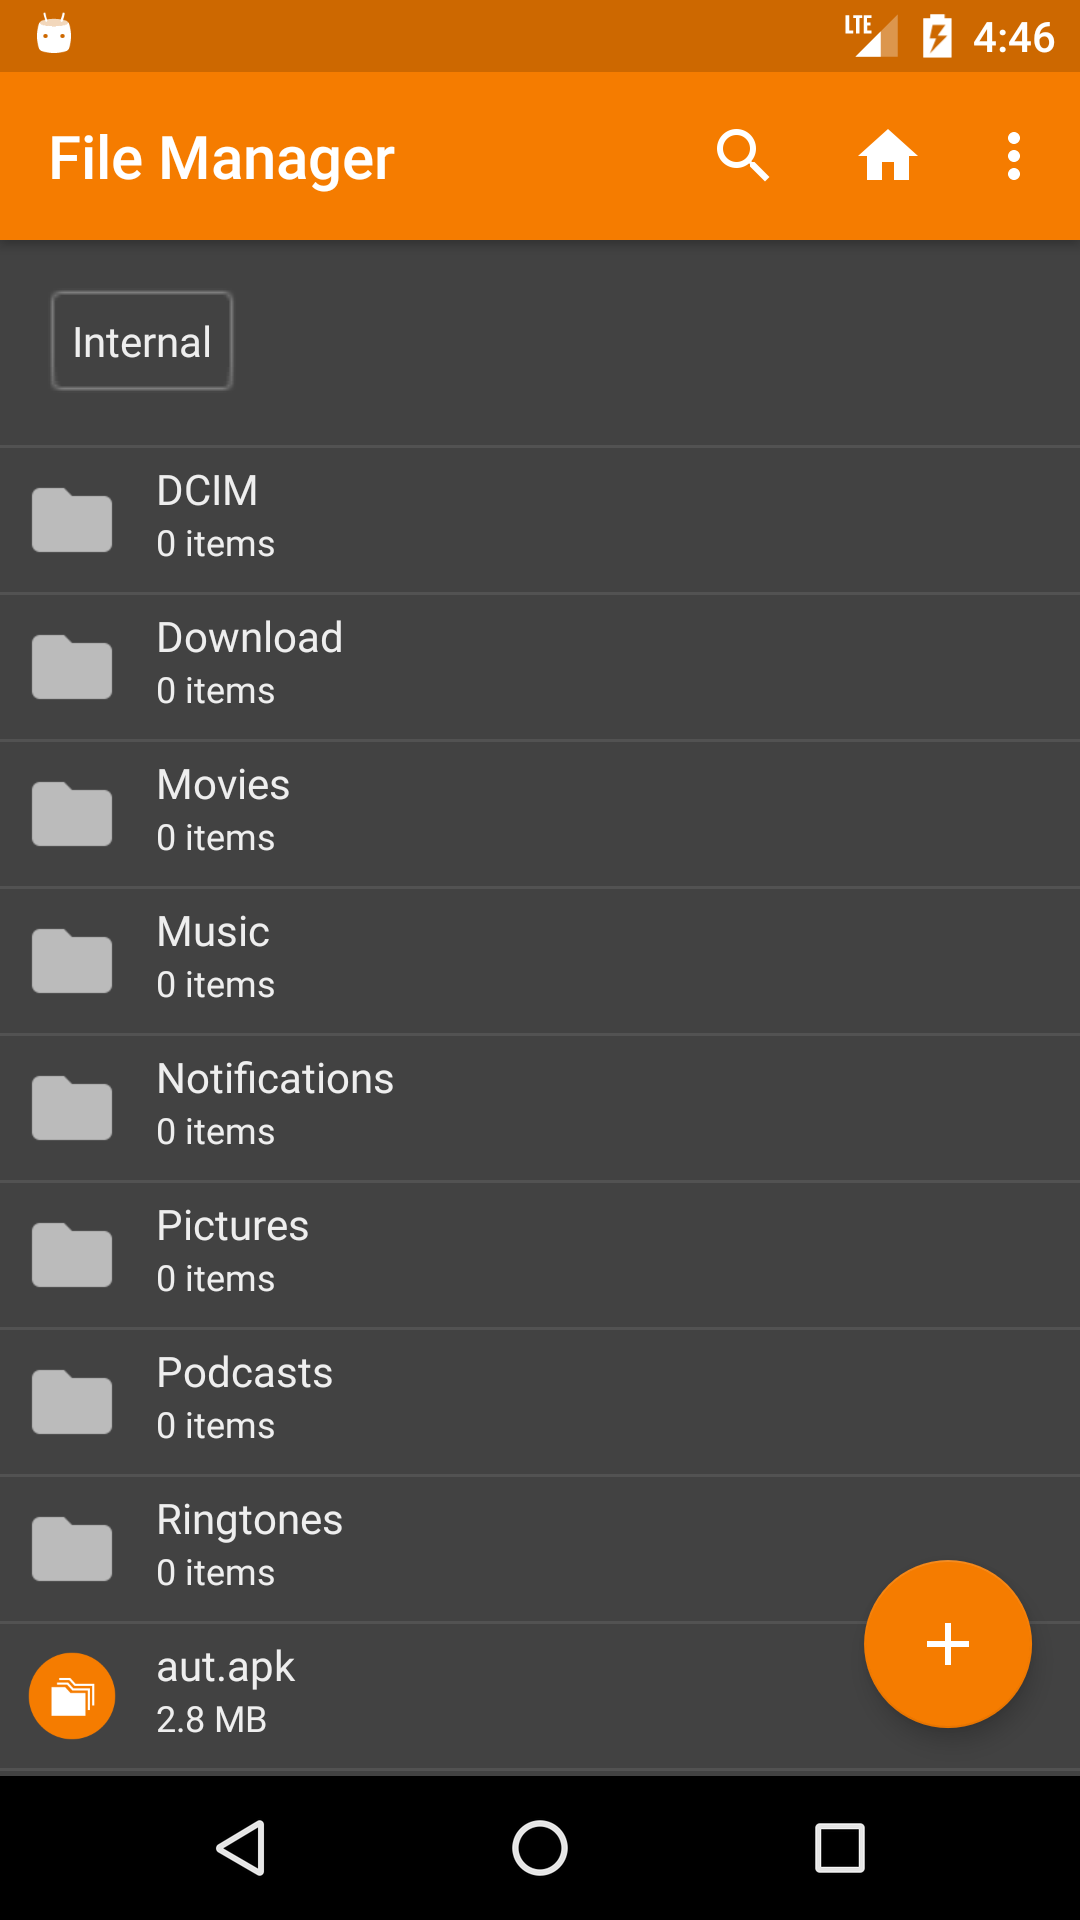 LTE 4:46
File Manager
Internal
DCIM
0 items
Download
0 items
Movies
0 items
Music
0 items
Notifications
0 items
Pictures
0 items
Podcasts
0 items
Ringtones
0 items
aut.apk
2.8 MB